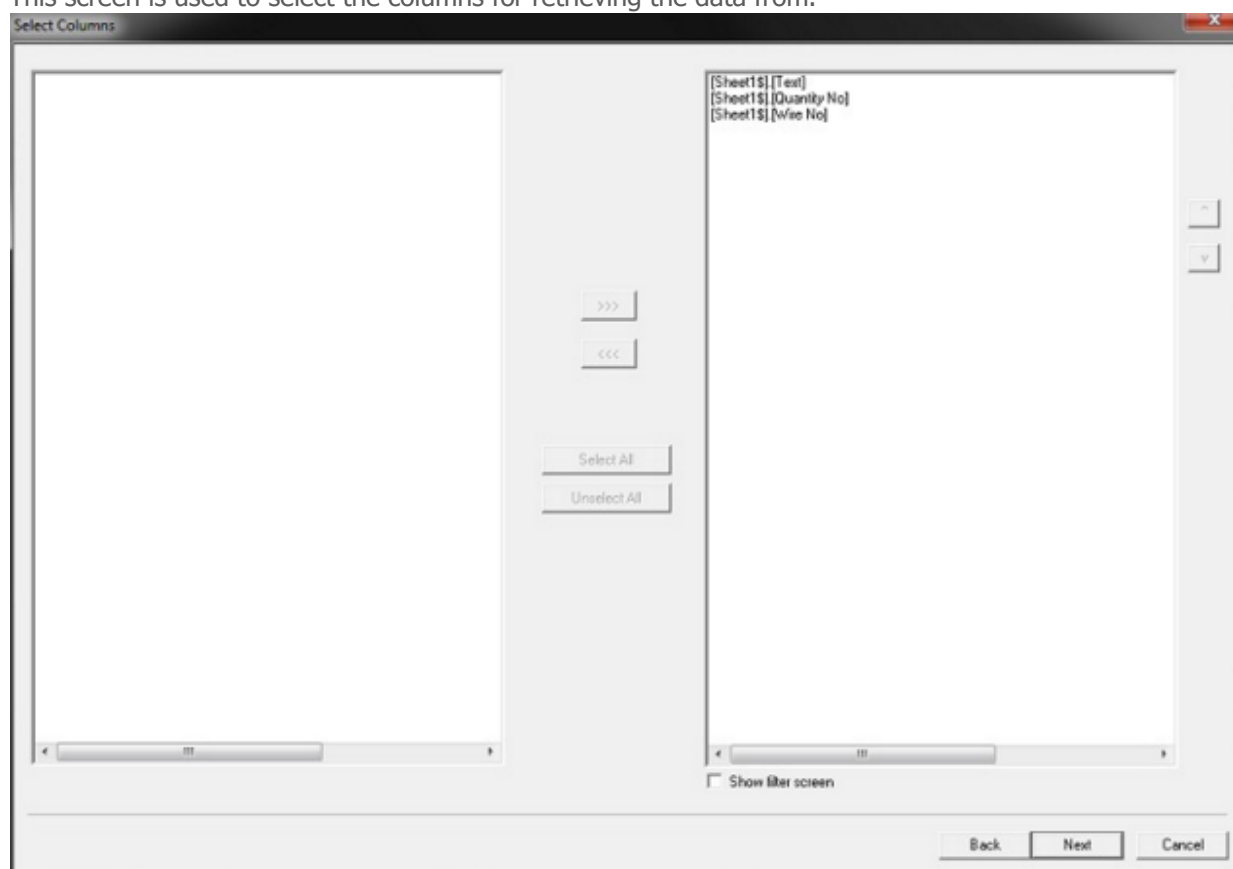 This screen is used to select the columns for retrieving the data from.
Select Columns
[Sheet1$].[Text]
[Sheet1$].[Quantity No]
[Sheet1$].[Wire No]
^
v
>>>
<<<
Select All
Unselect All
Show filter screen
Back Next Cancel